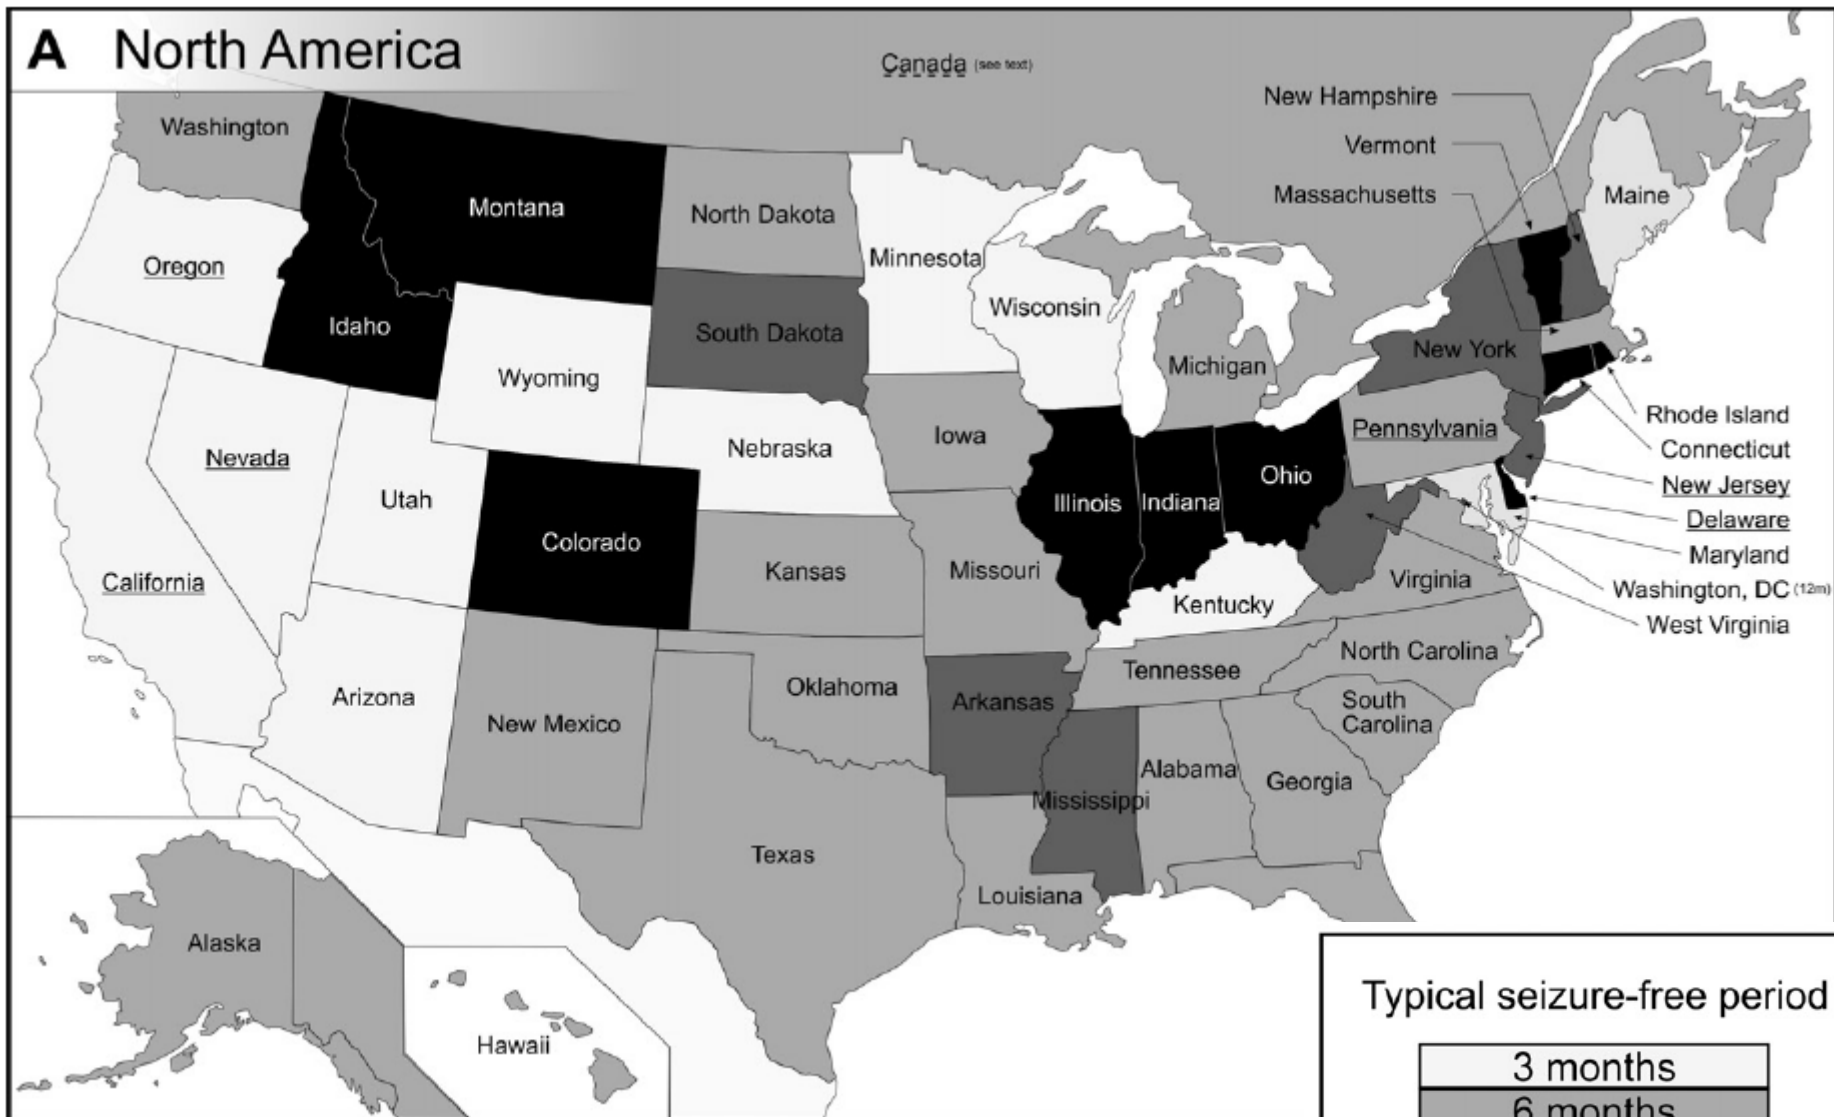 A North America
Canada (see text)
New Hampshire
Washington
Vermont
Massachusetts
Maine
Montana
North Dakota
Minnesota
Oregon
Wisconsin
Idaho
South Dakota
New York
Michigan
Wyoming
Rhode Island
Iowa
Pennsylvania
Nebraska
Connecticut
Nevada
Ohio
New Jersey
Utah
Illinois
Indiana
Delaware
Colorado
Maryland
Kansas
Missouri
California
Virginia
Washington, DC (12m)
Kentucky
West Virginia
North Carolina
Tennessee
Oklahoma
Arizona
Arkansas
South
Carolina
New Mexico
Alabama
Georgia
Mississippi
Texas
Louisiana
Alaska
Hawaii
Typical seizure-free period
3 months
6 months